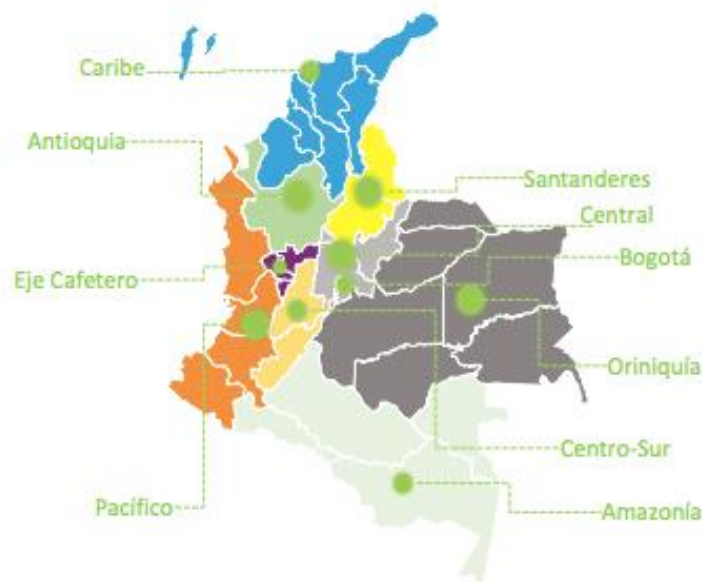 Caribe
Antioquia
Santanderes
Central
Bogotá
Eje Cafetero
Oriniquía
Centro-Sur
Pacífico
Amazonía